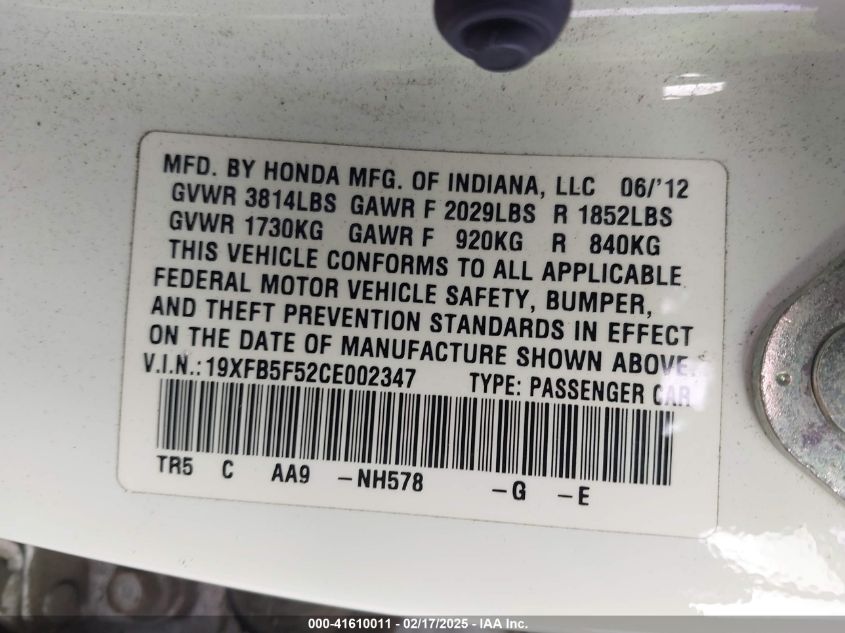 MFD. BY HONDA MFG. OF INDIANA, LLC 06/'12
GVWR 3814LBS GAWR F 2029LBS R 1852LBS
GVWR 1730KG GAWR F 920KG R 840KG
THIS VEHICLE CONFORMS TO ALL APPLICABLE
FEDERAL MOTOR VEHICLE SAFETY, BUMPER,
AND THEFT PREVENTION STANDARDS IN EFFECT
ON THE DATE OF MANUFACTURE SHOWN ABOVE.
V.I.N.:19XFB5F52CE002347 TYPE: PASSENGER CAR
TR5 C AA9 -NH578 -G -E
000-41610011 - 02/17/2025 - IAA Inc.